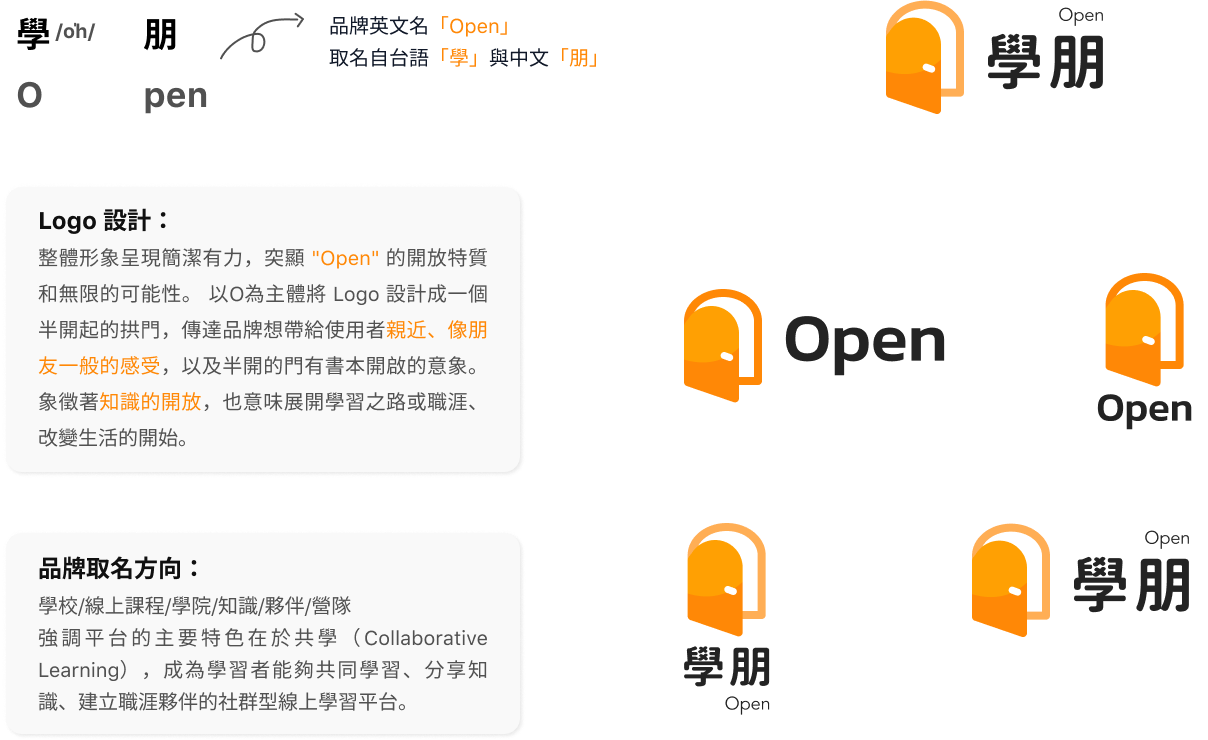 學 /o̍h/ 朋
O pen
品牌英文名「Open」
取名自台語「學」與中文「朋」
Open
學朋
Logo 設計：
整體形象呈現簡潔有力，突顯 "Open" 的開放特質
和無限的可能性。 以O為主體將 Logo 設計成一個
半開起的拱門，傳達品牌想帶給使用者親近、像朋
友一般的感受，以及半開的門有書本開啟的意象。
象徵著知識的開放，也意味展開學習之路或職涯、
改變生活的開始。
Open
Open
品牌取名方向：
學校/線上課程/學院/知識/夥伴/營隊
強調平台的主要特色在於共學（Collaborative
Learning），成為學習者能夠共同學習、分享知
識、建立職涯夥伴的社群型線上學習平台。
學朋
Open
Open
學朋